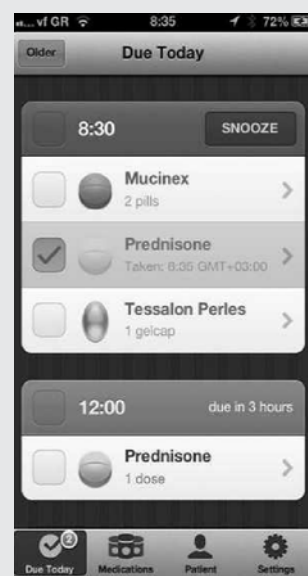 vf GR 8:35 72%
Older Due Today
8:30 SNOOZE
Mucinex
2 pills
Prednisone
Taken: 8:35 GMT+03:00
Tessalon Perles
1 gelcap
12:00 due in 3 hours
Prednisone
1 dose
2
Due Today Medications Patient Settings